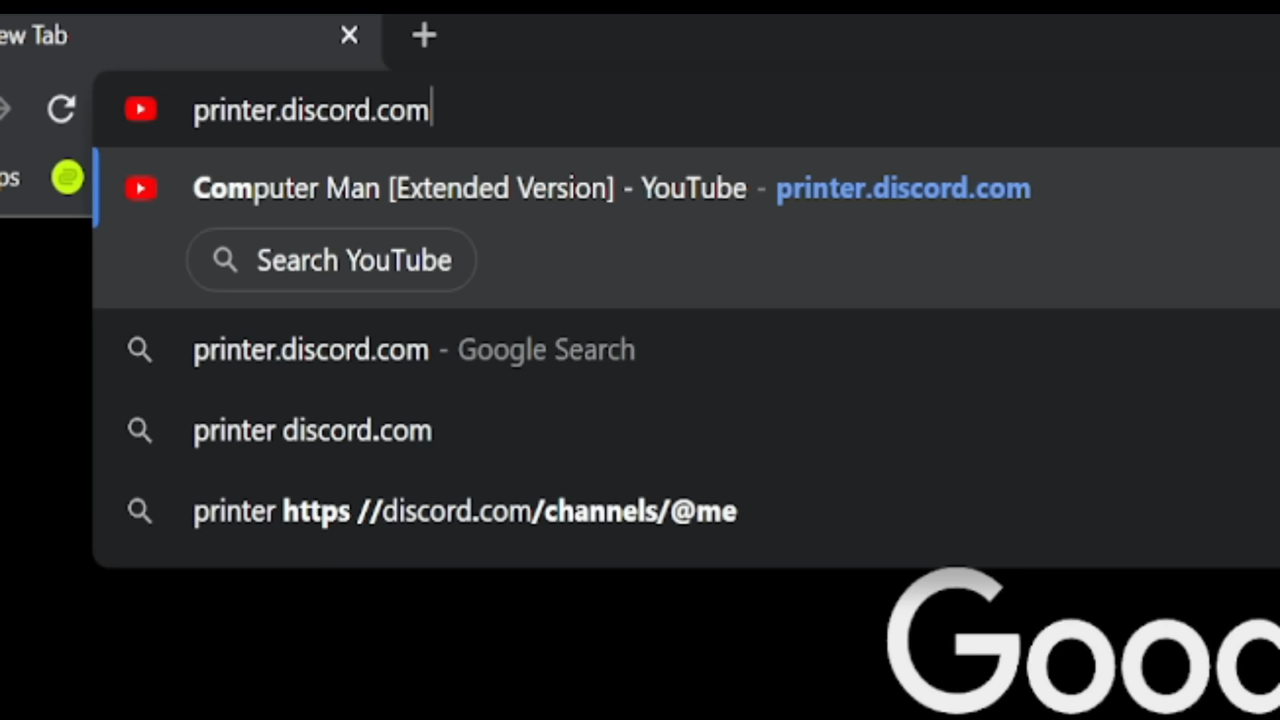 ew Tab
printer.discord.com
ps
Computer Man [Extended Version] - YouTube - printer.discord.com
Search YouTube
printer.discord.com - Google Search
printer discord.com
printer https //discord.com/channels/@me
Goog